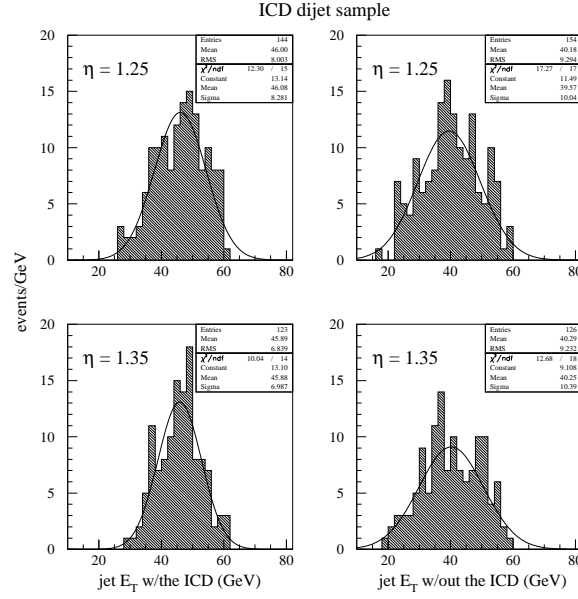 ICD dijet sample
events/GeV
η = 1.25
Entries 144
Mean 46.00
RMS 8.003
χ²/ndf 12.30 / 15
Constant 13.14
Mean 46.08
Sigma 8.281
0
5
10
15
20
20 40 60 80
η = 1.25
Entries 154
Mean 40.18
RMS 9.294
χ²/ndf 17.27 / 17
Constant 11.49
Mean 39.57
Sigma 10.04
0
5
10
15
20
20 40 60 80
η = 1.35
Entries 123
Mean 45.89
RMS 6.839
χ²/ndf 10.04 / 14
Constant 13.10
Mean 45.88
Sigma 6.987
0
5
10
15
20
20 40 60 80
jet E_T w/the ICD (GeV)
η = 1.35
Entries 126
Mean 40.29
RMS 9.232
χ²/ndf 12.68 / 18
Constant 9.108
Mean 40.25
Sigma 10.39
0
5
10
15
20
20 40 60 80
jet E_T w/out the ICD (GeV)